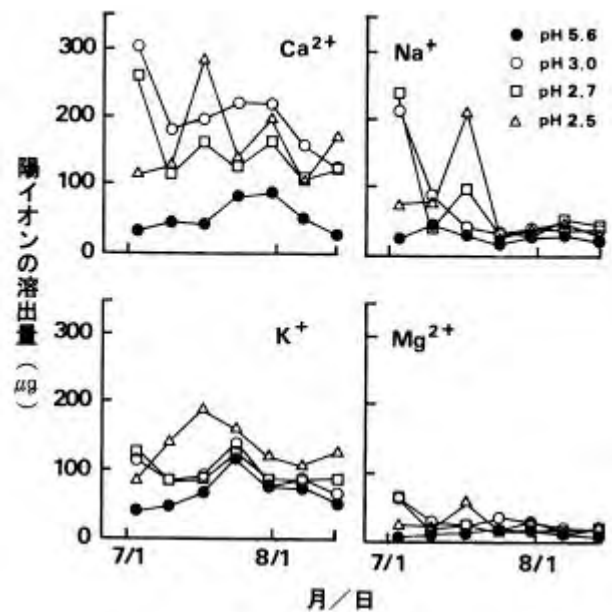 陽イオンの溶出量(㎍)
300
200
100
0
Ca2+
Na+
● pH 5.6
○ pH 3.0
□ pH 2.7
△ pH 2.5
300
200
100
0
K+
Mg2+
7/1
8/1
7/1
8/1
月/日